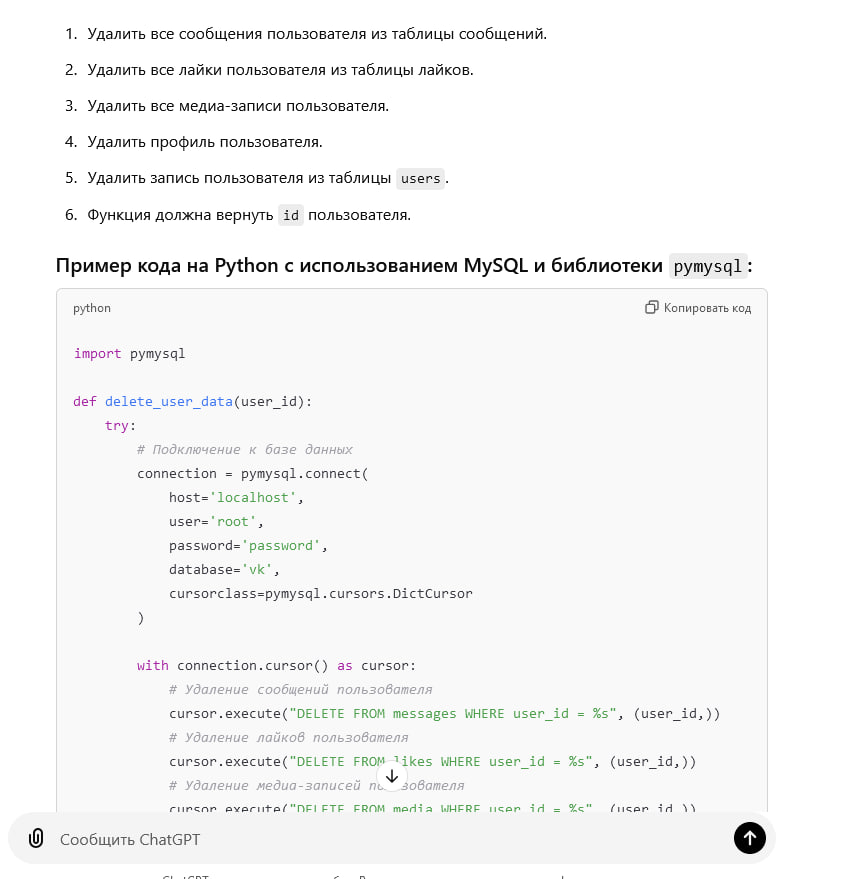 1. Удалить все сообщения пользователя из таблицы сообщений.
2. Удалить все лайки пользователя из таблицы лайков.
3. Удалить все медиа-записи пользователя.
4. Удалить профиль пользователя.
5. Удалить запись пользователя из таблицы users.
6. Функция должна вернуть id пользователя.
Пример кода на Python с использованием MySQL и библиотеки pymysql:
python Копировать код
import pymysql
def delete_user_data(user_id):
try:
# Подключение к базе данных
connection = pymysql.connect(
host='localhost',
user='root',
password='password',
database='vk',
cursorclass=pymysql.cursors.DictCursor
)
with connection.cursor() as cursor:
# Удаление сообщений пользователя
cursor.execute("DELETE FROM messages WHERE user_id = %s", (user_id,))
# Удаление лайков пользователя
cursor.execute("DELETE FROM likes WHERE user_id = %s", (user_id,))
# Удаление медиа-записей пользователя
cursor.execute("DELETE FROM media WHERE user_id = %s", (user_id,))
Сообщить ChatGPT